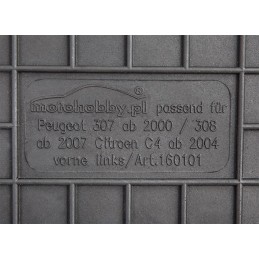 ®
motohobby.pl passend für
Peugeot 307 ab 2000 / 308
ab 2007 Citroen C4 ab 2004
vorne links/Art.160101